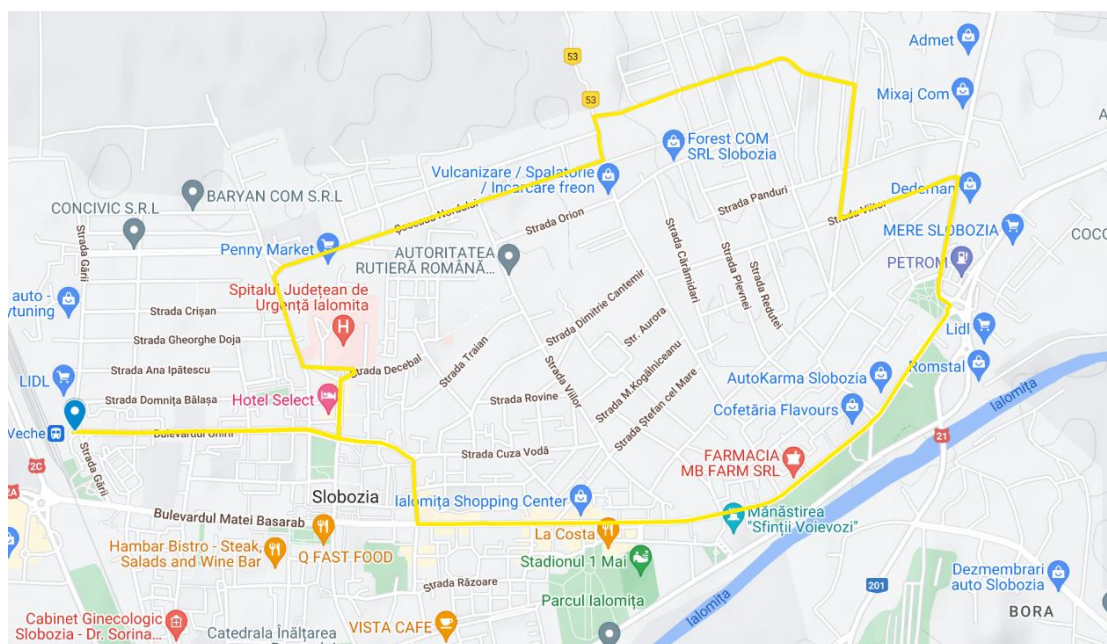 Admet
53
53
Mixaj Com
Forest COM
SRL Slobozia
Vulcanizare / Spalatorie
/ Incarcare freon
BARYAN COM S.R.L
CONCIVIC S.R.L
Strada Panduri
Dedeman
Șoseaua Nordului
Strada Orion
Strada Viilor
MERE SLOBOZIA
COCO
Penny Market
AUTORITATEA
RUTIERĂ ROMÂNĂ...
Strada Gării
Strada Cărămidari
PETROM
Spitalul Județean de
Urgență Ialomita
H
auto -
ytuning
Strada Dimitrie Cantemir
Strada Plevnei
Strada Reduței
Strada Crișan
Str. Aurora
Lidl
Strada Gheorghe Doja
Strada Traian
Strada Decebal
Strada M.Kogălniceanu
Romstal
Strada Ana Ipătescu
LIDL
AutoKarma Slobozia
Strada Viilor
Strada Ștefan cel Mare
Hotel Select
Strada Domnița Bălașa
Strada Rovine
Cofetăria Flavours
Ialomița
Veche
Bulevardul Unirii
21
Strada Cuza Vodă
FARMACIA
MB FARM SRL
2C
Strada Gării
2A
Slobozia
Ialomița Shopping Center
Bulevardul Matei Basarab
Mănăstirea
"Sfinții Voievozi"
La Costa
Hambar Bistro - Steak,
Salads and Wine Bar
Q FAST FOOD
Stadionul 1 Mai
Dezmembrari
auto Slobozia
Strada Răzoare
201
Parcul Ialomița
Ialomița
BORA
Cabinet Ginecologic
Slobozia - Dr. Sorina...
Catedrala Înălțarea
VISTA CAFE